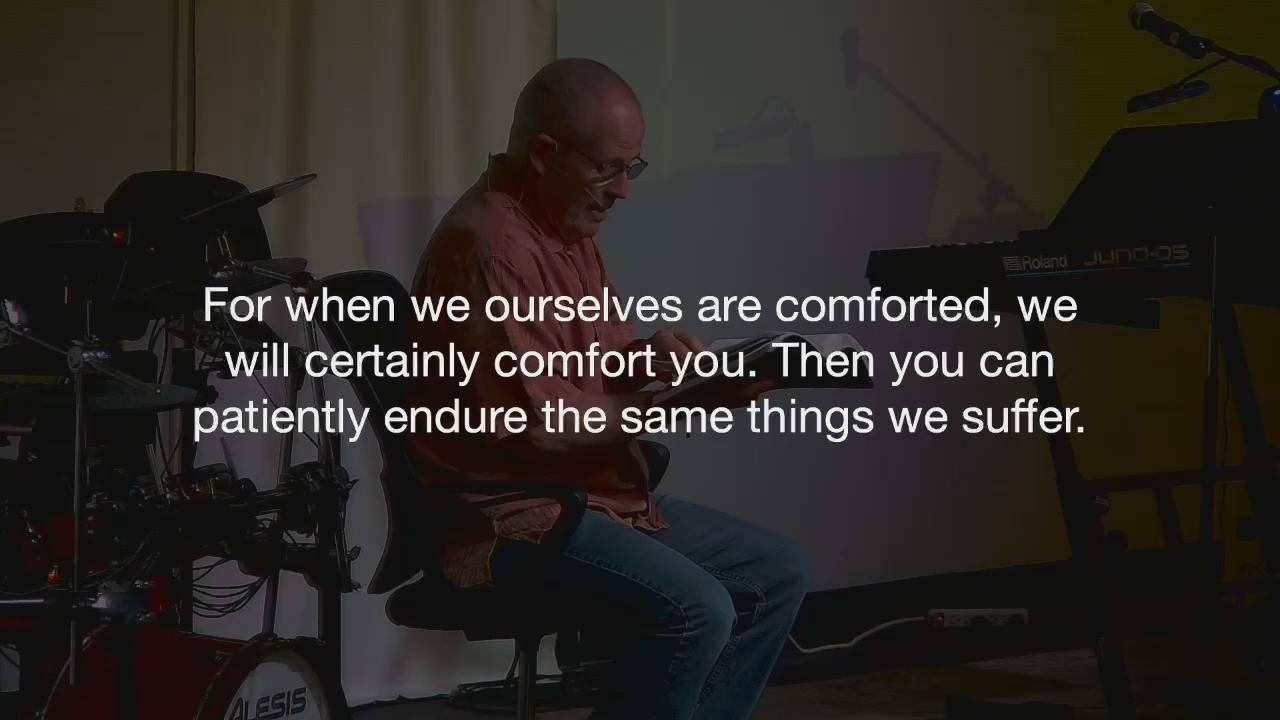 Roland JUNO-DS
For when we ourselves are comforted, we
will certainly comfort you. Then you can
patiently endure the same things we suffer.
ALESIS